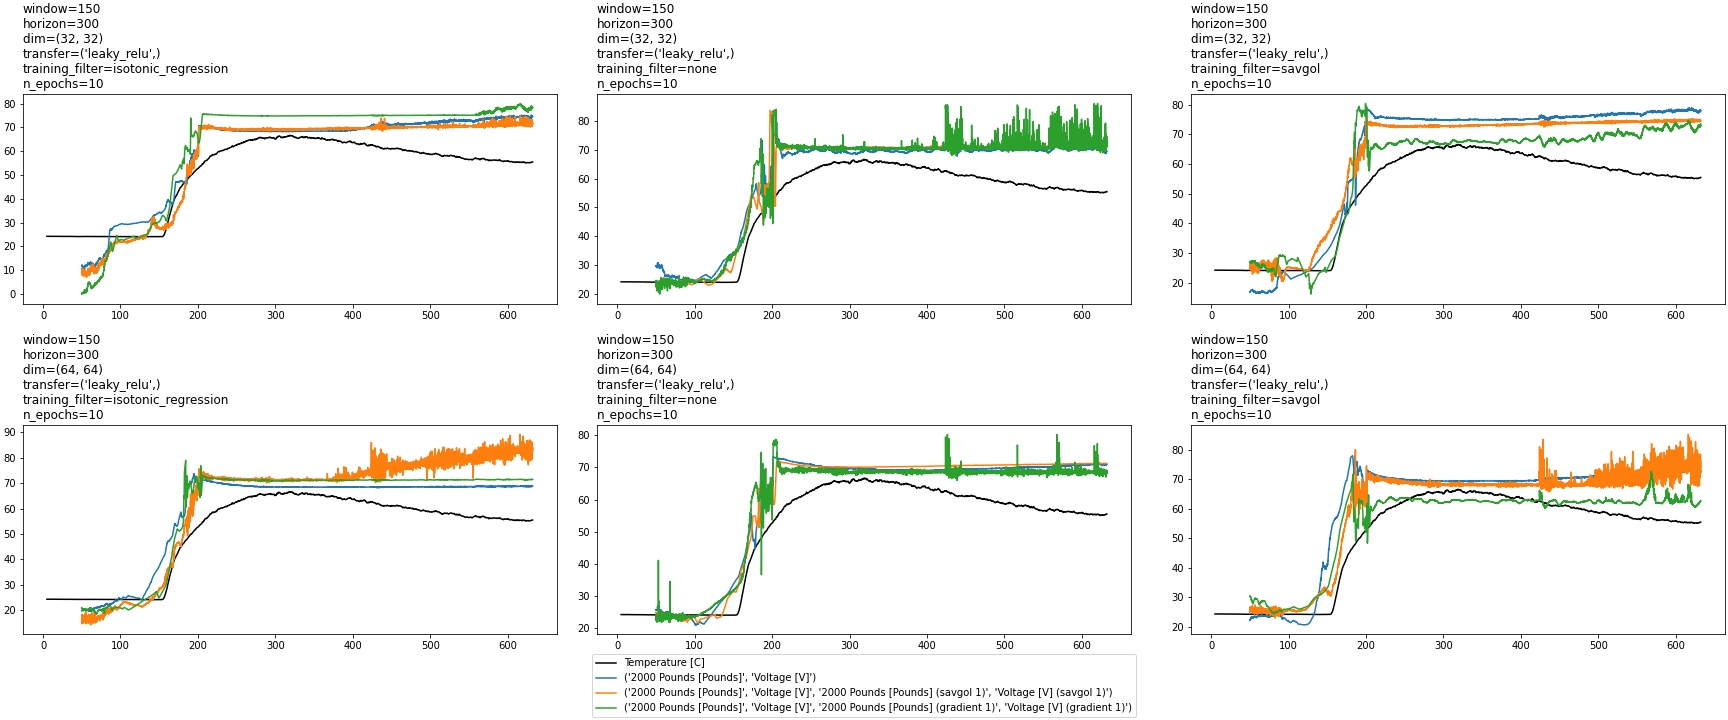 window=150
horizon=300
dim=(32, 32)
transfer=('leaky_relu',)
training_filter=isotonic_regression
n_epochs=10
80
70
60
50
40
30
20
10
0
0 100 200 300 400 500 600
window=150
horizon=300
dim=(32, 32)
transfer=('leaky_relu',)
training_filter=none
n_epochs=10
80
70
60
50
40
30
20
0 100 200 300 400 500 600
window=150
horizon=300
dim=(32, 32)
transfer=('leaky_relu',)
training_filter=savgol
n_epochs=10
80
70
60
50
40
30
20
0 100 200 300 400 500 600
window=150
horizon=300
dim=(64, 64)
transfer=('leaky_relu',)
training_filter=isotonic_regression
n_epochs=10
90
80
70
60
50
40
30
20
0 100 200 300 400 500 600
window=150
horizon=300
dim=(64, 64)
transfer=('leaky_relu',)
training_filter=none
n_epochs=10
80
70
60
50
40
30
20
0 100 200 300 400 500 600
window=150
horizon=300
dim=(64, 64)
transfer=('leaky_relu',)
training_filter=savgol
n_epochs=10
80
70
60
50
40
30
20
0 100 200 300 400 500 600
Temperature [C]
('2000 Pounds [Pounds]', 'Voltage [V]')
('2000 Pounds [Pounds]', 'Voltage [V]', '2000 Pounds [Pounds] (savgol 1)', 'Voltage [V] (savgol 1)')
('2000 Pounds [Pounds]', 'Voltage [V]', '2000 Pounds [Pounds] (gradient 1)', 'Voltage [V] (gradient 1)')